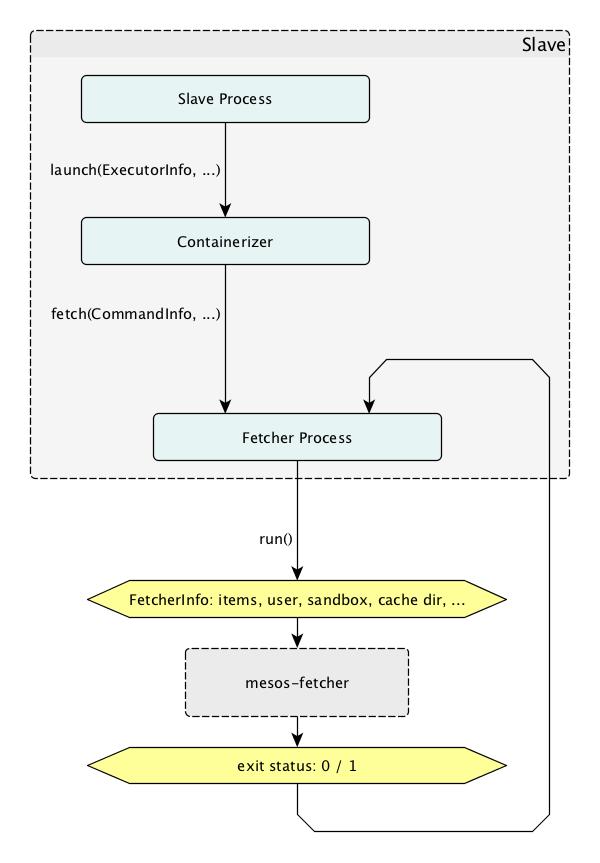 Slave
Slave Process
launch(ExecutorInfo, ...)
Containerizer
fetch(CommandInfo, ...)
Fetcher Process
run()
FetcherInfo: items, user, sandbox, cache dir, ...
mesos-fetcher
exit status: 0 / 1